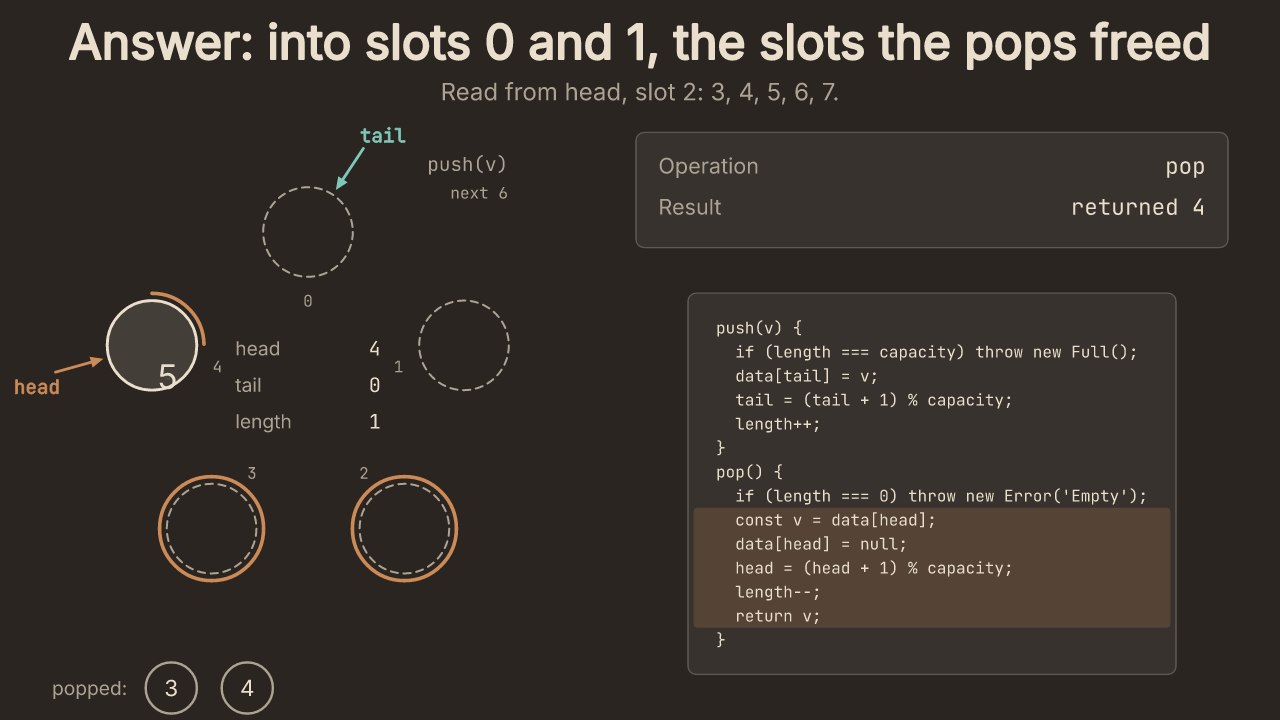 Answer: into slots 0 and 1, the slots the pops freed
Read from head, slot 2: 3, 4, 5, 6, 7.
tail
push(v)
next 6
0
5
4
head
head 4
tail 0
length 1
1
3
2
popped: 3 4
Operation pop
Result returned 4
push(v) {
  if (length === capacity) throw new Full();
  data[tail] = v;
  tail = (tail + 1) % capacity;
  length++;
}
pop() {
  if (length === 0) throw new Error('Empty');
  const v = data[head];
  data[head] = null;
  head = (head + 1) % capacity;
  length--;
  return v;
}